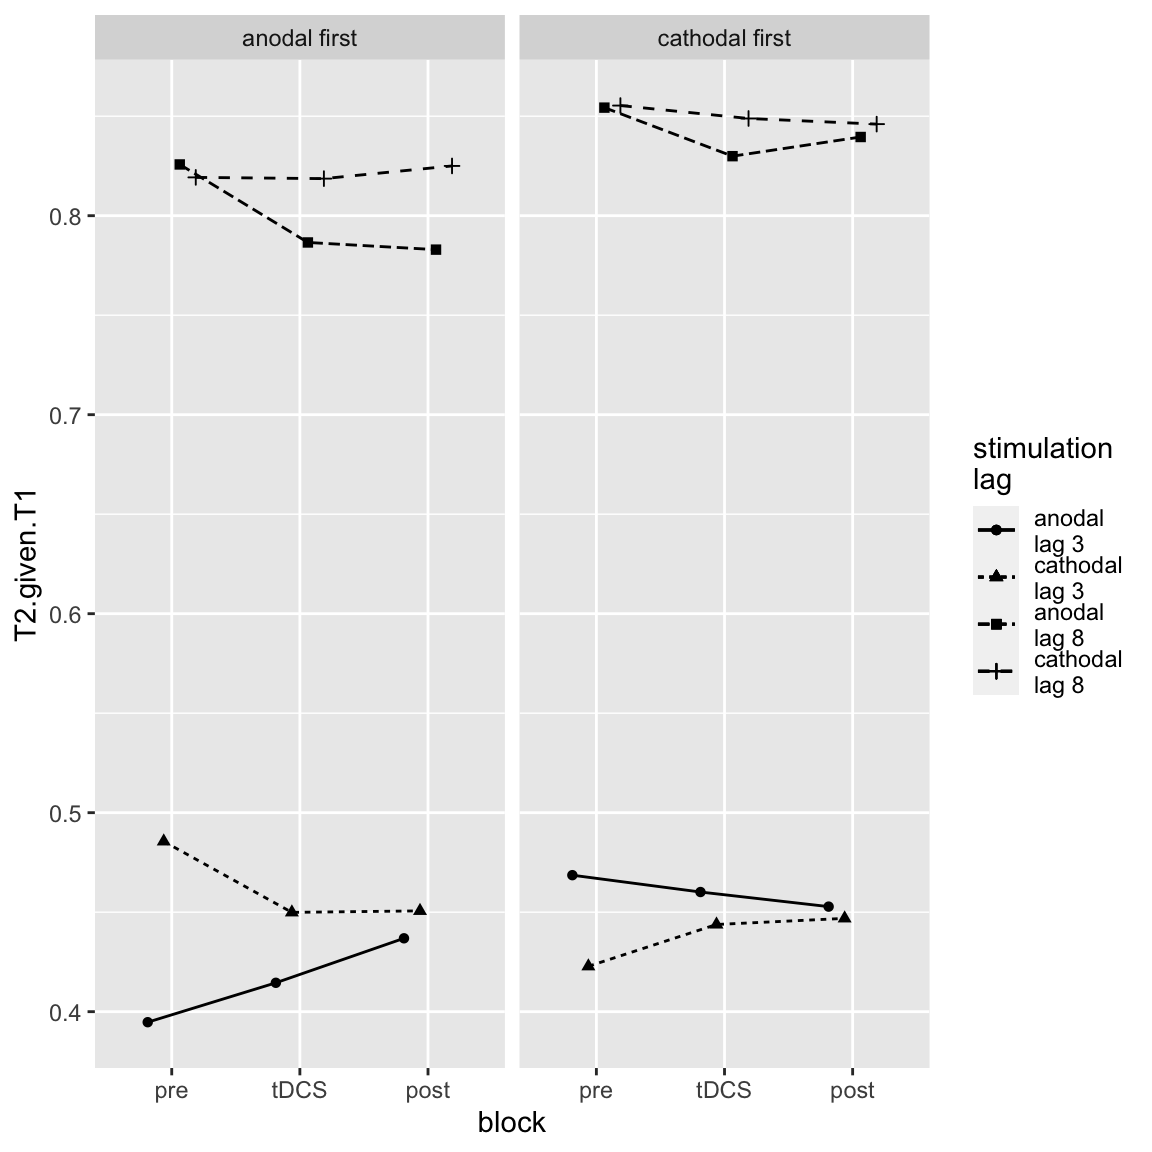 anodal first
cathodal first
0.8
0.7
0.6
0.5
0.4
T2.given.T1
pre
tDCS
post
pre
tDCS
post
block
stimulation
lag
anodal
lag 3
cathodal
lag 3
anodal
lag 8
cathodal
lag 8